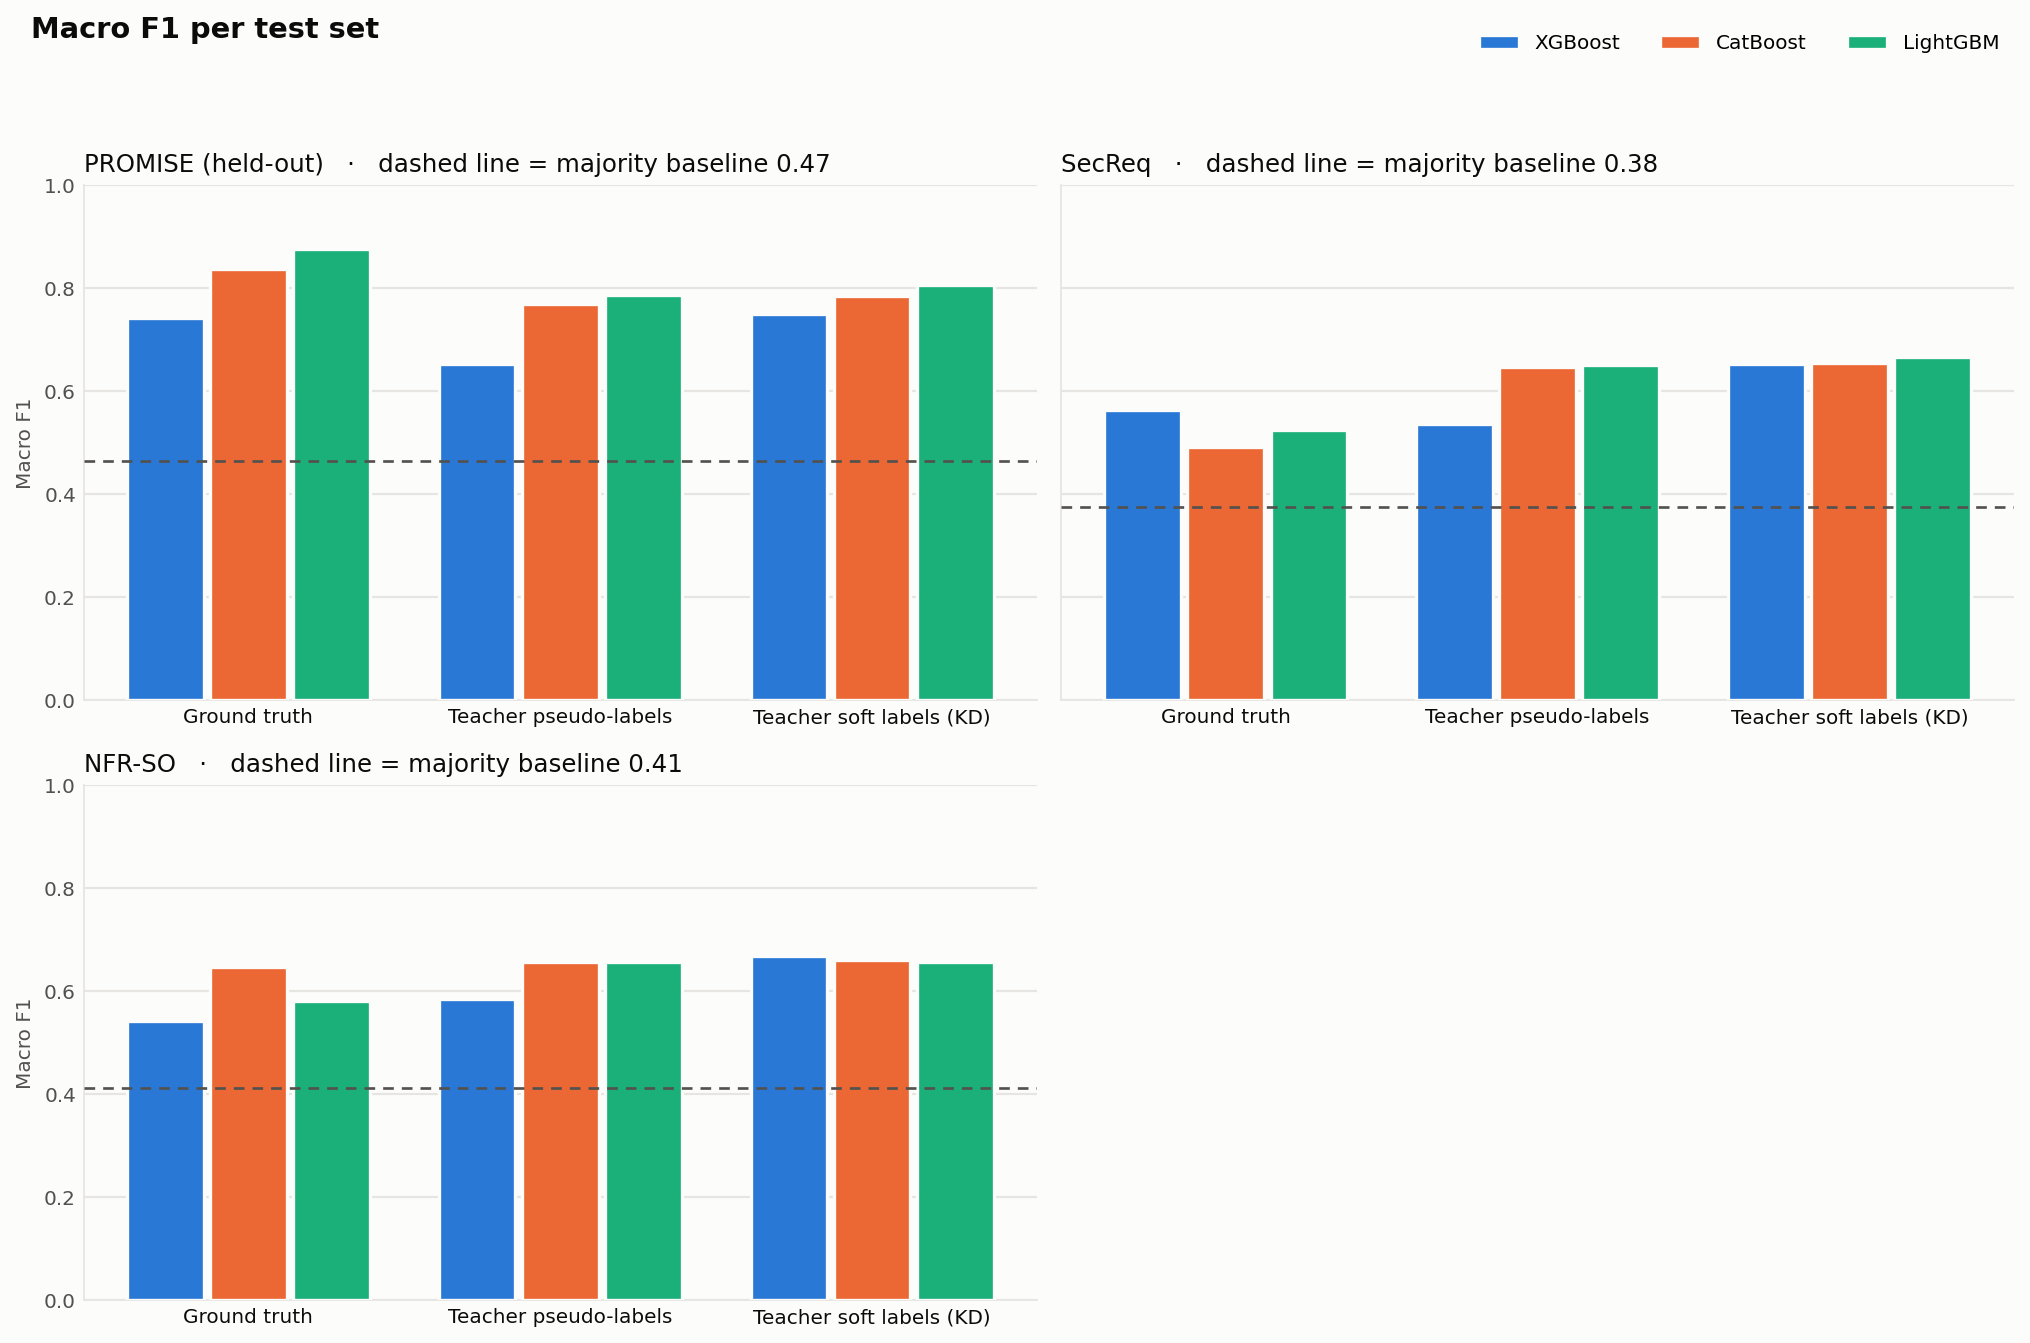 Macro F1 per test set
XGBoost CatBoost LightGBM
PROMISE (held-out) · dashed line = majority baseline 0.47
1.0
0.8
0.6
0.4
0.2
0.0
Macro F1
Ground truth Teacher pseudo-labels Teacher soft labels (KD)
SecReq · dashed line = majority baseline 0.38
Ground truth Teacher pseudo-labels Teacher soft labels (KD)
NFR-SO · dashed line = majority baseline 0.41
1.0
0.8
0.6
0.4
0.2
0.0
Macro F1
Ground truth Teacher pseudo-labels Teacher soft labels (KD)